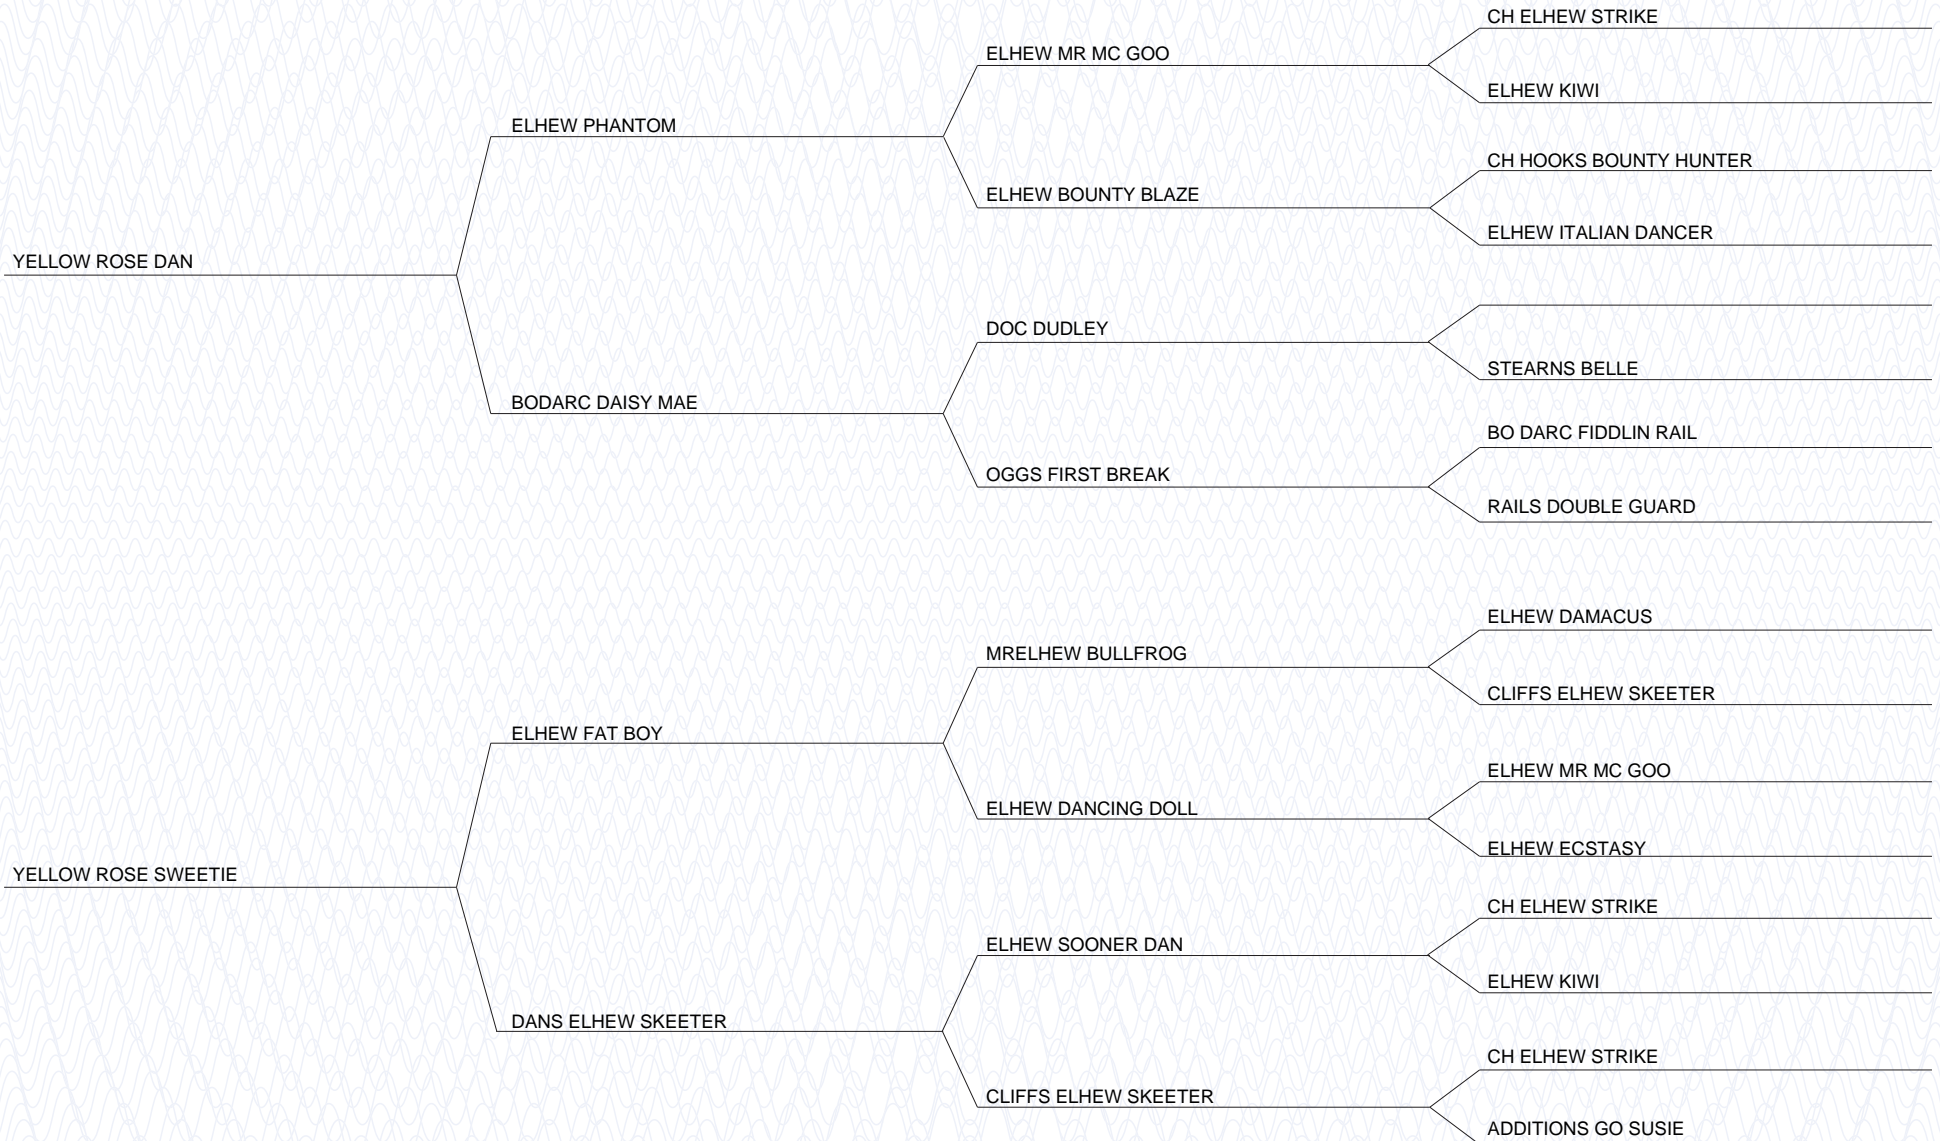 CH ELHEW STRIKE
ELHEW MR MC GOO
ELHEW KIWI
ELHEW PHANTOM
CH HOOKS BOUNTY HUNTER
ELHEW BOUNTY BLAZE
ELHEW ITALIAN DANCER
YELLOW ROSE DAN
DOC DUDLEY
STEARNS BELLE
BODARC DAISY MAE
BO DARC FIDDLIN RAIL
OGGS FIRST BREAK
RAILS DOUBLE GUARD
ELHEW DAMACUS
MRELHEW BULLFROG
CLIFFS ELHEW SKEETER
ELHEW FAT BOY
ELHEW MR MC GOO
ELHEW DANCING DOLL
ELHEW ECSTASY
YELLOW ROSE SWEETIE
CH ELHEW STRIKE
ELHEW SOONER DAN
ELHEW KIWI
DANS ELHEW SKEETER
CH ELHEW STRIKE
CLIFFS ELHEW SKEETER
ADDITIONS GO SUSIE